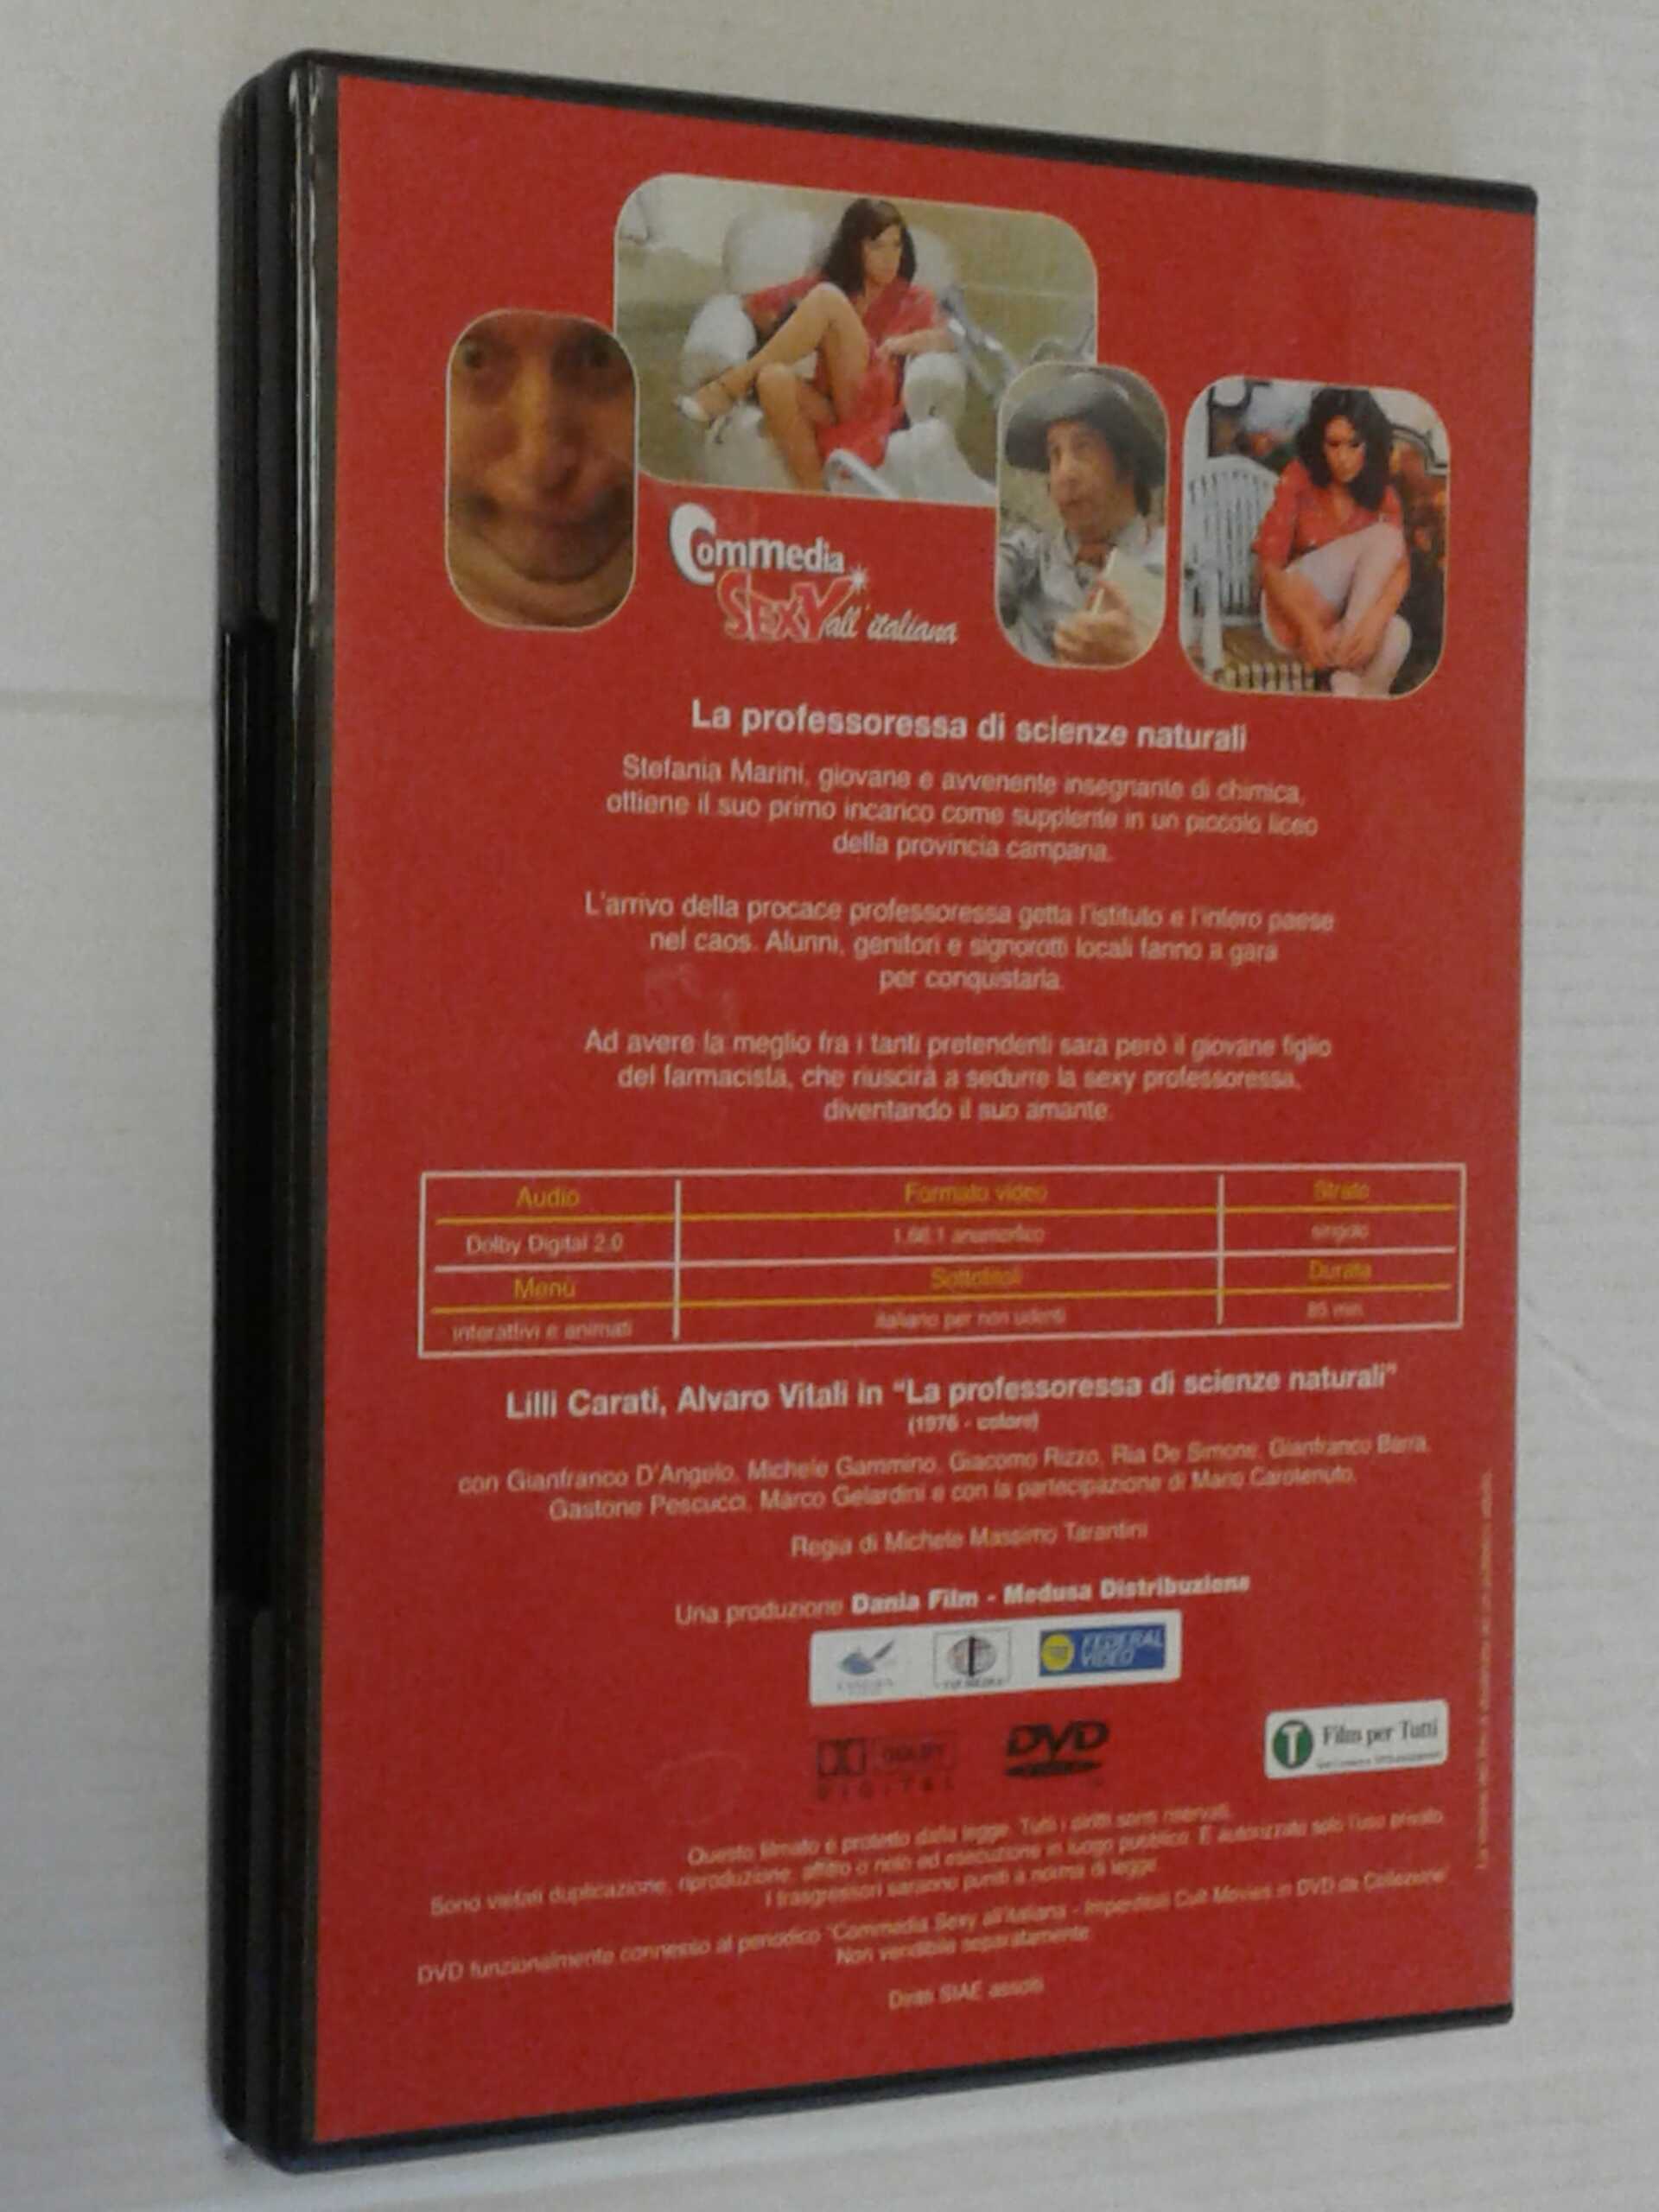 Commedia
SEXY all'italiana
La professoressa di scienze naturali
Stefania Marini, giovane e avvenente insegnante di chimica,
ottiene il suo primo incarico come supplente in un piccolo liceo
della provincia campana.
L'arrivo della procace professoressa getta l'istituto e l'intero paese
nel caos. Alunni, genitori e signorotti locali fanno a gara
per conquistarla.
Ad avere la meglio fra i tanti pretendenti sarà però il giovane figlio
del farmacista, che riuscirà a sedurre la sexy professoressa,
diventando il suo amante.
Audio Formato video Strato
Dolby Digital 2.0 1.66:1 anamorfico singolo
Menù Sottotitoli Durata
interattivi e animati italiano per non udenti 85 min.
Lilli Carati, Alvaro Vitali in "La professoressa di scienze naturali"
(1976 - colore)
con Gianfranco D'Angelo, Michele Gammino, Giacomo Rizzo, Ria De Simone, Gianfranco Barra,
Gastone Pescucci, Marco Gelardini e con la partecipazione di Mario Carotenuto.
Regia di Michele Massimo Tarantini
Una produzione Dania Film - Medusa Distribuzione
FEDERAL
VIDEO
DOLBY DVD
DIGITAL
T Film per Tutti
Questo filmato è protetto dalla legge. Tutti i diritti sono riservati.
Sono vietati duplicazione, riproduzione, affitto o nolo ed esecuzione in luogo pubblico. È autorizzato solo l'uso privato.
I trasgressori saranno puniti a norma di legge.
DVD funzionalmente connesso al periodico "Commedia Sexy all'italiana - Imperdibili Cult Movies in DVD da Collezione"
Non vendibile separatamente.
Diritti SIAE assolti